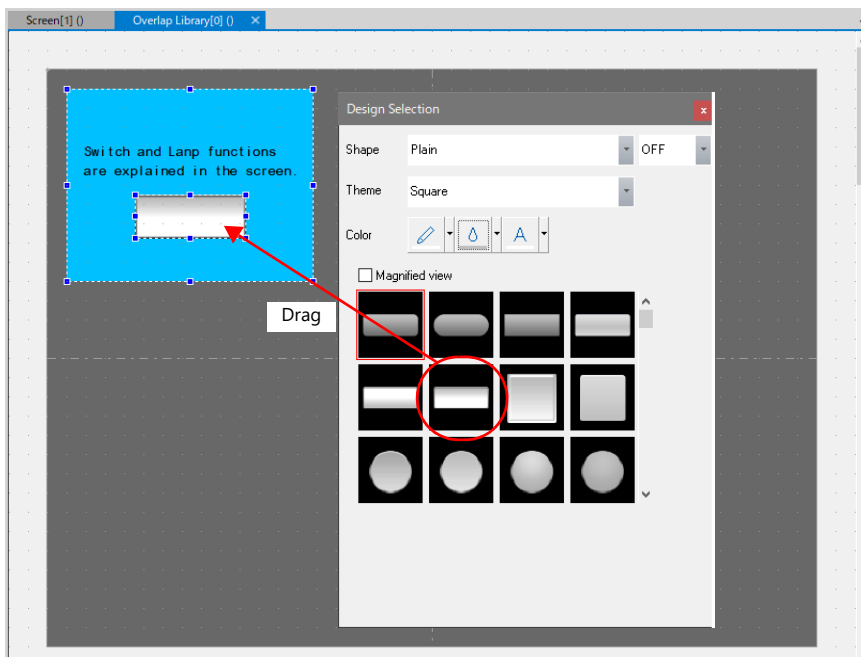 Screen[1] ()
Overlap Library[0] ()
Design Selection
Shape
Plain
OFF
Switch and Lanp functions
are explained in the screen.
Theme
Square
Color
A
Magnified view
Drag